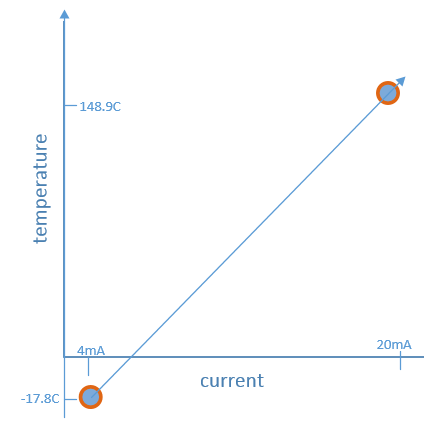 148.9C
temperature
4mA
20mA
current
-17.8C